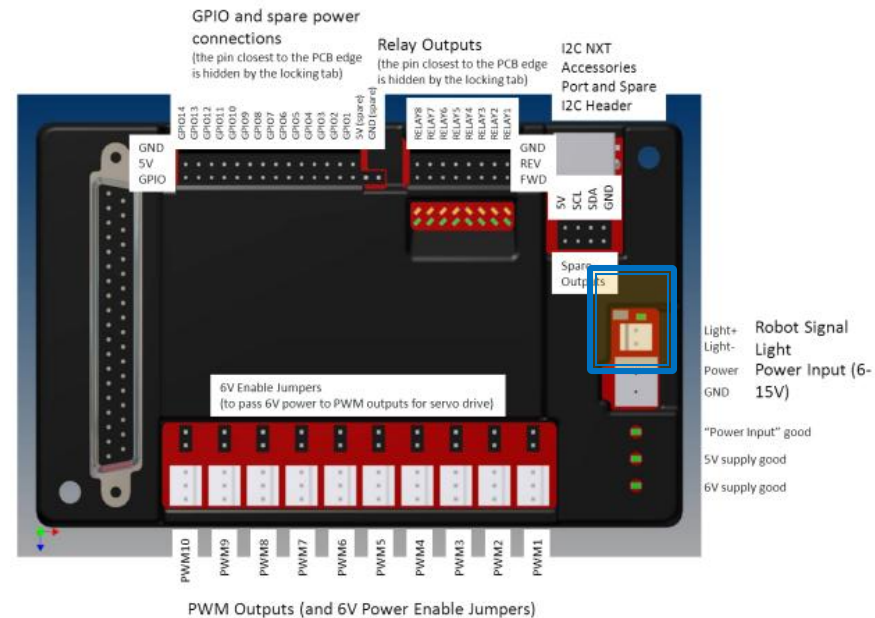 GPIO and spare power
connections
(the pin closest to the PCB edge
is hidden by the locking tab)
Relay Outputs
(the pin closest to the PCB edge
is hidden by the locking tab)
I2C NXT
Accessories
Port and Spare
I2C Header
GPIO14
GPIO13
GPIO12
GPIO11
GPIO10
GPIO9
GPIO8
GPIO7
GPIO6
GPIO5
GPIO4
GPIO3
GPIO2
GPIO1
5V (spare)
GND (spare)
RELAY8
RELAY7
RELAY6
RELAY5
RELAY4
RELAY3
RELAY2
RELAY1
GND
5V
GPIO
GND
REV
FWD
5V
SCL
SDA
GND
Spare
Outputs
Light+
Light-
Robot Signal
Light
Power
GND
Power Input (6-
15V)
6V Enable Jumpers
(to pass 6V power to PWM outputs for servo drive)
"Power Input" good
5V supply good
6V supply good
PWM10
PWM9
PWM8
PWM7
PWM6
PWM5
PWM4
PWM3
PWM2
PWM1
PWM Outputs (and 6V Power Enable Jumpers)